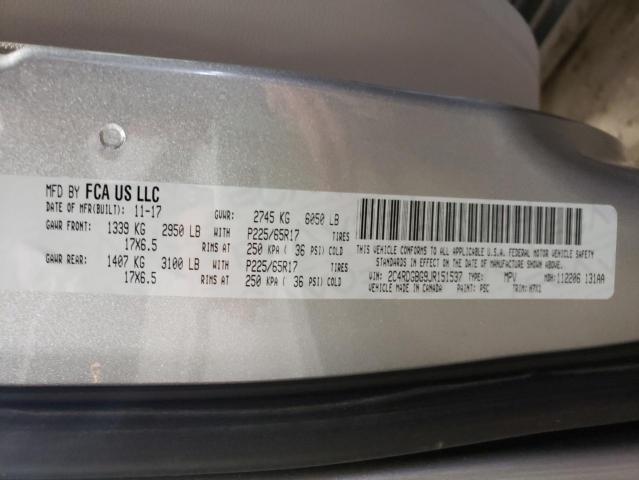 MFD BY FCA US LLC
DATE OF MFR(BUILT): 11-17 GVWR: 2745 KG 6050 LB
GAWR FRONT: 1339 KG 2950 LB WITH P225/65R17 TIRES
17X6.5 RIMS AT 250 KPA ( 36 PSI) COLD
GAWR REAR: 1407 KG 3100 LB WITH P225/65R17 TIRES
17X6.5 RIMS AT 250 KPA ( 36 PSI) COLD
THIS VEHICLE CONFORMS TO ALL APPLICABLE U.S.A. FEDERAL MOTOR VEHICLE SAFETY
STANDARDS IN EFFECT ON THE DATE OF MANUFACTURE SHOWN ABOVE.
VIN: 2C4RDGBG9JR151537 TYPE: MPV MDH: 112206 131AA
VEHICLE MADE IN CANADA PAINT: PSC TRIM: H7X1